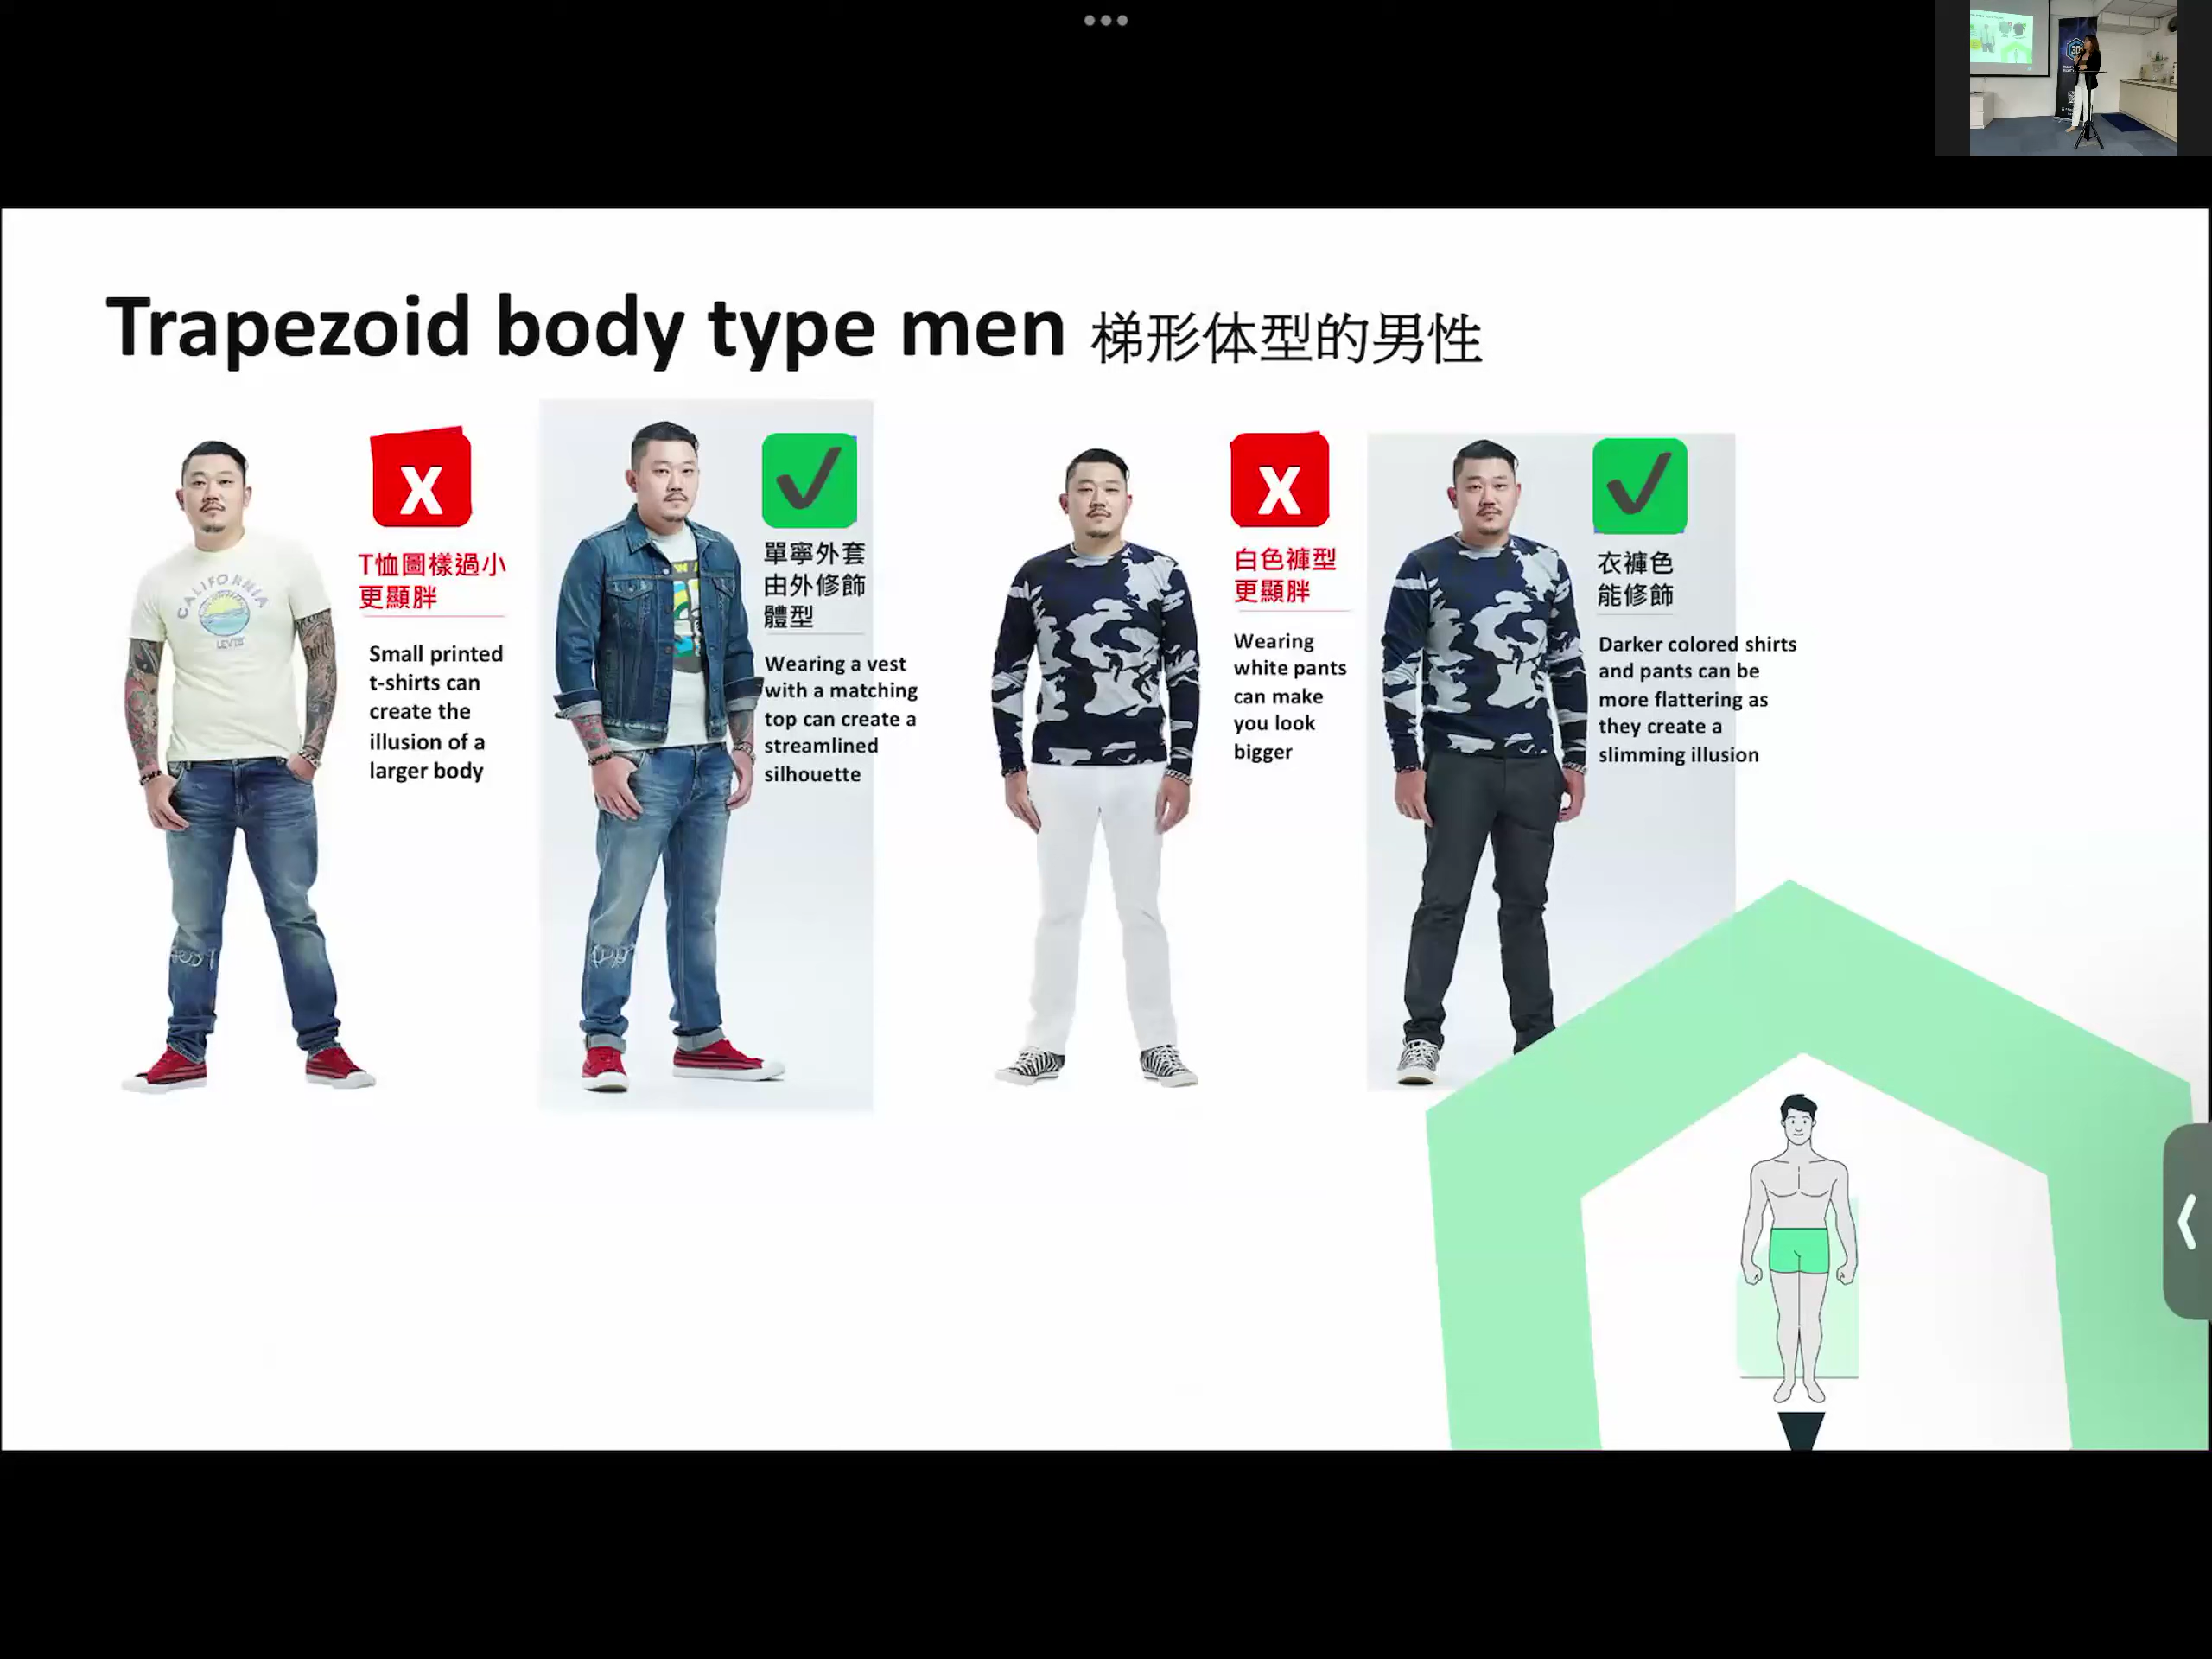 Trapezoid body type men 梯形体型的男性
X
T恤圖樣過小
更顯胖
Small printed
t-shirts can
create the
illusion of a
larger body
CALIFORNIA
LEVI'S
單寧外套
由外修飾
體型
Wearing a vest
with a matching
top can create a
streamlined
silhouette
X
白色褲型
更顯胖
Wearing
white pants
can make
you look
bigger
衣褲色
能修飾
Darker colored shirts
and pants can be
more flattering as
they create a
slimming illusion